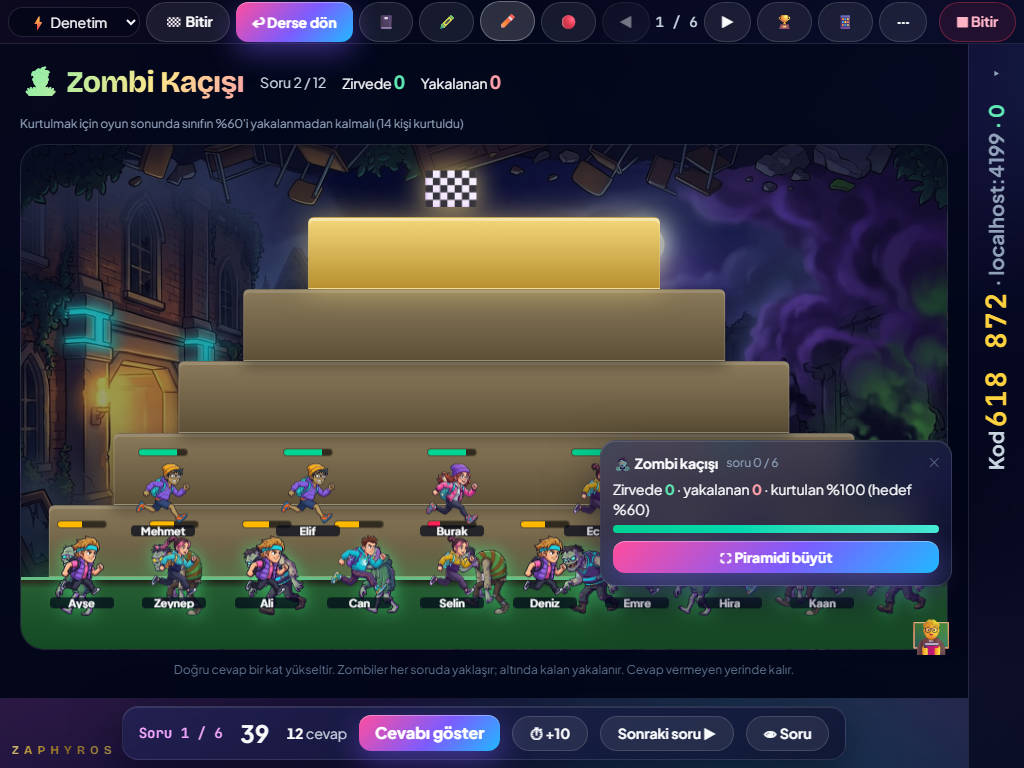 Denetim
Bitir
Derse dön
1 / 6
Bitir
Zombi Kaçışı
Soru 2 / 12
Zirvede 0
Yakalanan 0
Kurtulmak için oyun sonunda sınıfın %60'i yakalanmadan kalmalı (14 kişi kurtuldu)
Kod 618 872 · localhost:4199 · 0
Mehmet
Elif
Burak
Zombi kaçışı
soru 0 / 6
Zirvede 0 · yakalanan 0 · kurtulan %100 (hedef
%60)
Piramidi büyüt
Ayşe
Zeynep
Ali
Can
Selin
Deniz
Emre
Hira
Kaan
Doğru cevap bir kat yükseltir. Zombiler her soruda yaklaşır; altında kalan yakalanır. Cevap vermeyen yerinde kalır.
ZAPHYROS
Soru 1 / 6
39
12 cevap
Cevabı göster
+10
Sonraki soru
Soru